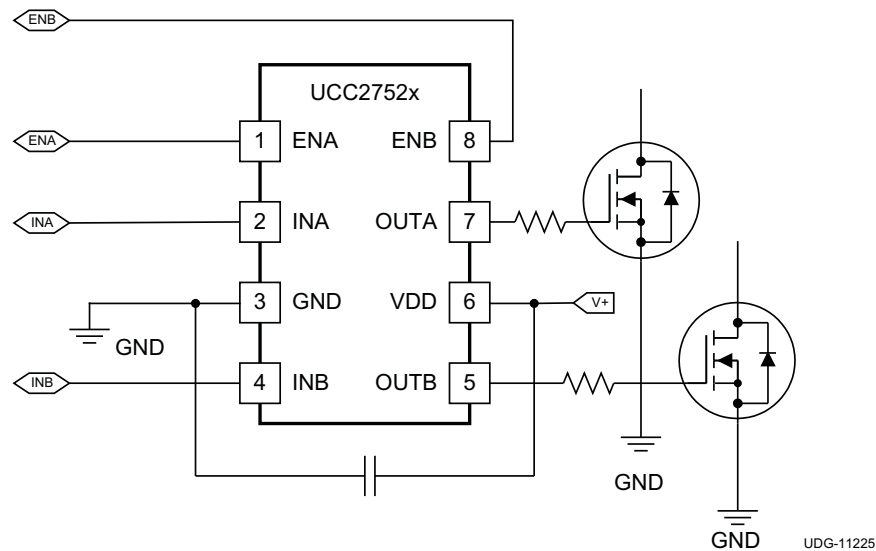 ENB
UCC2752x
ENA
1 ENA ENB 8
INA
2 INA OUTA 7
3 GND VDD 6
V+
GND
INB
4 INB OUTB 5
GND
GND
UDG-11225